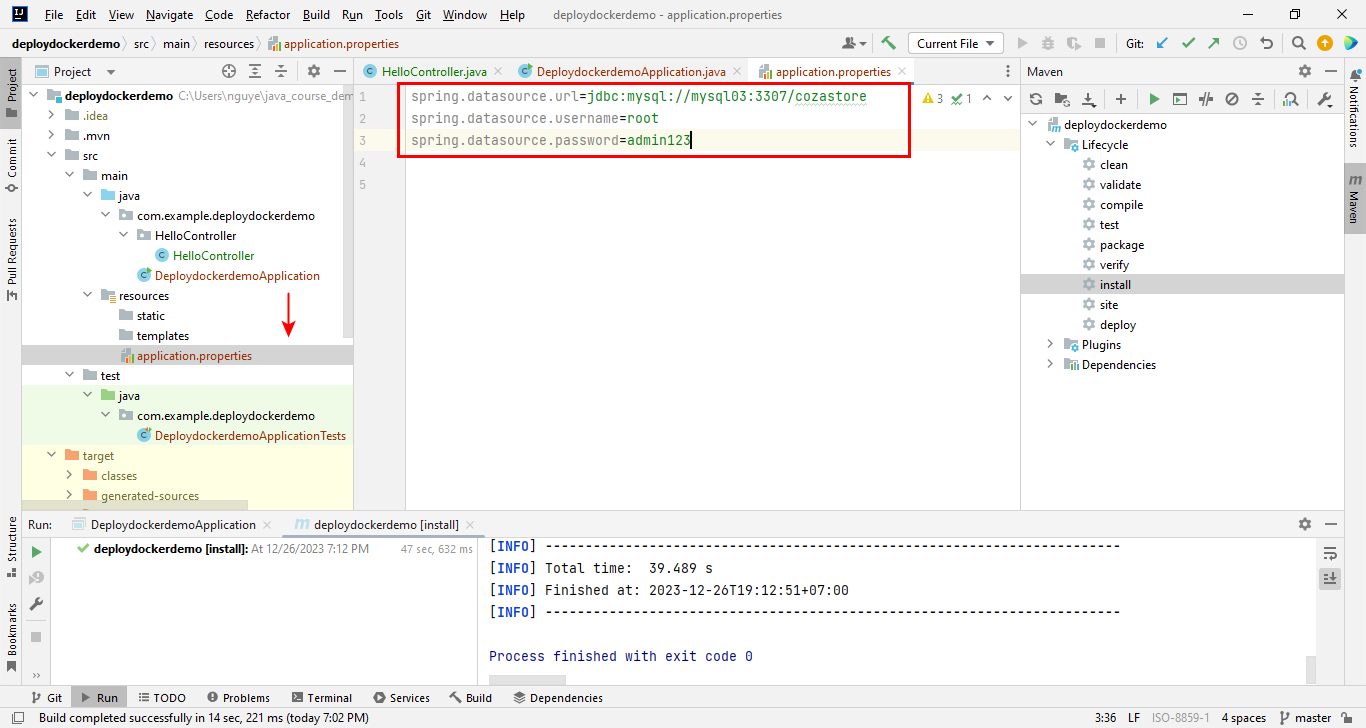 File Edit View Navigate Code Refactor Build Run Tools Git Window Help deploydockerdemo - application.properties
deploydockerdemo src main resources application.properties Current File Git:
Project
HelloController.java DeploydockerdemoApplication.java application.properties
Maven
Project
Commit
Pull Requests
Structure
Bookmarks
deploydockerdemo C:\Users\nguye\java_course_dem
.idea
.mvn
src
main
java
com.example.deploydockerdemo
HelloController
HelloController
DeploydockerdemoApplication
resources
static
templates
application.properties
test
java
com.example.deploydockerdemo
DeploydockerdemoApplicationTests
target
classes
generated-sources
1 spring.datasource.url=jdbc:mysql://mysql03:3307/cozastore
2 spring.datasource.username=root
3 spring.datasource.password=admin123
4
5
3 1
deploydockerdemo
Lifecycle
clean
validate
compile
test
package
verify
install
site
deploy
Plugins
Dependencies
Notifications
m
Maven
Run: DeploydockerdemoApplication m deploydockerdemo [install]
deploydockerdemo [install]: At 12/26/2023 7:12 PM 47 sec, 632 ms
[INFO] ------------------------------------------------------------------------
[INFO] Total time:  39.489 s
[INFO] Finished at: 2023-12-26T19:12:51+07:00
[INFO] ------------------------------------------------------------------------
Process finished with exit code 0
Git Run TODO Problems Terminal Services Build Dependencies
Build completed successfully in 14 sec, 221 ms (today 7:02 PM) 3:36 LF ISO-8859-1 4 spaces master